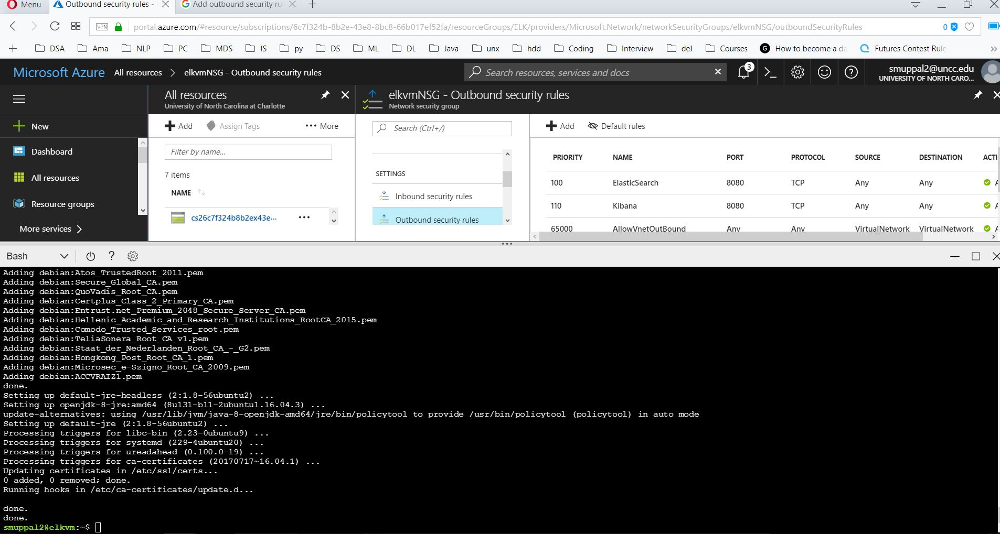 Menu
Outbound security rules -
Add outbound security rul
VPN
portal.azure.com/#resource/subscriptions/6c7f324b-8b2e-43e8-8bc8-66b017ef52fa/resourceGroups/ELK/providers/Microsoft.Network/networkSecurityGroups/elkvmNSG/outboundSecurityRules
0
DSA Ama NLP PC MDS IS py DS ML DL Java unx hdd Coding Interview del Courses How to become a da Futures Contest Rule
Microsoft Azure All resources > elkvmNSG - Outbound security rules
Search resources, services and docs
3
smuppal2@uncc.edu
UNIVERSITY OF NORTH CARO...
New
Dashboard
All resources
Resource groups
More services
All resources
University of North Carolina at Charlotte
Add Assign Tags ••• More
Filter by name...
7 items
NAME
cs26c7f324b8b2ex43e...
elkvmNSG - Outbound security rules
Network security group
Search (Ctrl+/)
SETTINGS
Inbound security rules
Outbound security rules
Add Default rules
PRIORITY NAME PORT PROTOCOL SOURCE DESTINATION ACTI
100 ElasticSearch 8080 TCP Any Any A
110 Kibana 8080 TCP Any Any A
65000 AllowVnetOutBound Any Any VirtualNetwork VirtualNetwork A
Bash
Adding debian:Atos_TrustedRoot_2011.pem
Adding debian:Secure_Global_CA.pem
Adding debian:QuoVadis_Root_CA.pem
Adding debian:Certplus_Class_2_Primary_CA.pem
Adding debian:Entrust.net_Premium_2048_Secure_Server_CA.pem
Adding debian:Hellenic_Academic_and_Research_Institutions_RootCA_2015.pem
Adding debian:Comodo_Trusted_Services_root.pem
Adding debian:TeliaSonera_Root_CA_v1.pem
Adding debian:Staat_der_Nederlanden_Root_CA_-_G2.pem
Adding debian:Hongkong_Post_Root_CA_1.pem
Adding debian:Microsec_e-Szigno_Root_CA_2009.pem
Adding debian:ACCVRAIZ1.pem
done.
Setting up default-jre-headless (2:1.8-56ubuntu2) ...
Setting up openjdk-8-jre:amd64 (8u131-b11-2ubuntu1.16.04.3) ...
update-alternatives: using /usr/lib/jvm/java-8-openjdk-amd64/jre/bin/policytool to provide /usr/bin/policytool (policytool) in auto mode
Setting up default-jre (2:1.8-56ubuntu2) ...
Processing triggers for libc-bin (2.23-0ubuntu9) ...
Processing triggers for systemd (229-4ubuntu20) ...
Processing triggers for ureadahead (0.100.0-19) ...
Processing triggers for ca-certificates (20170717~16.04.1) ...
Updating certificates in /etc/ssl/certs...
0 added, 0 removed; done.
Running hooks in /etc/ca-certificates/update.d...
done.
done.
smuppal2@elkvm:~$